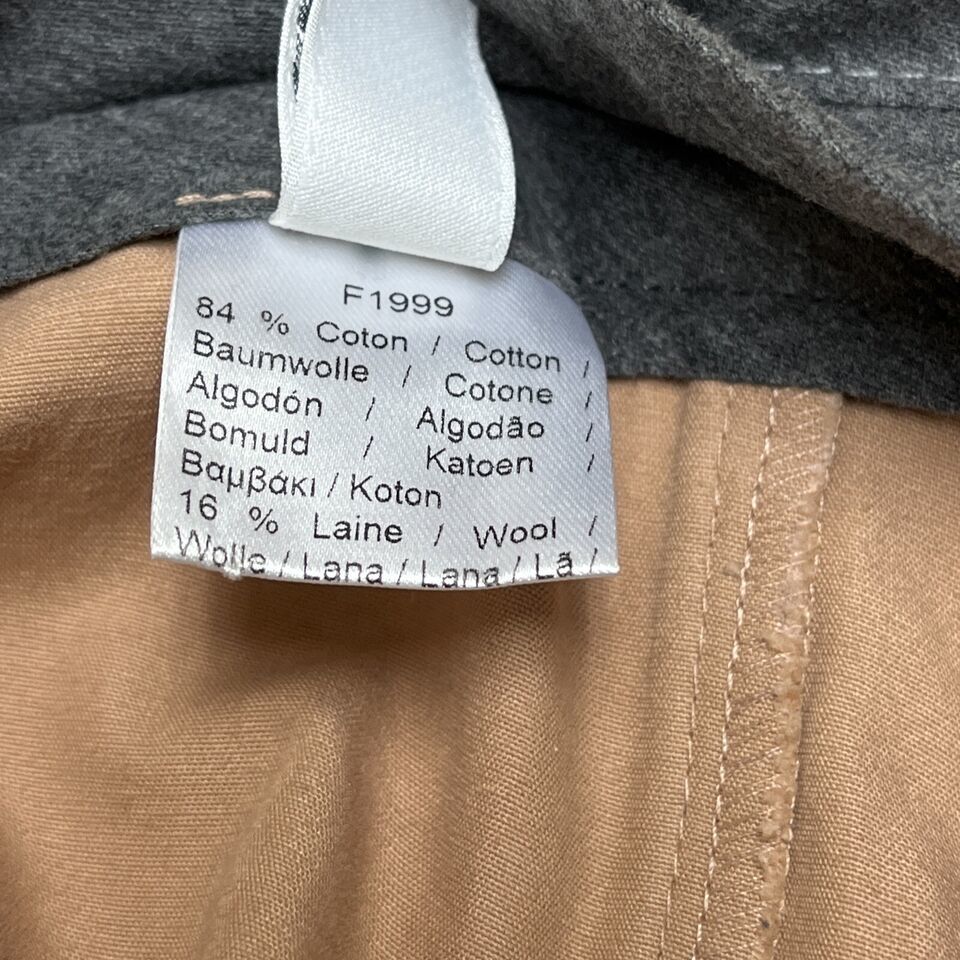 F1999
84 % Coton / Cotton /
Baumwolle / Cotone /
Algodón / Algodão /
Bomuld / Katoen /
Βαμβάκι / Koton
16 % Laine / Wool /
Wolle / Lana / Lana / Lã /